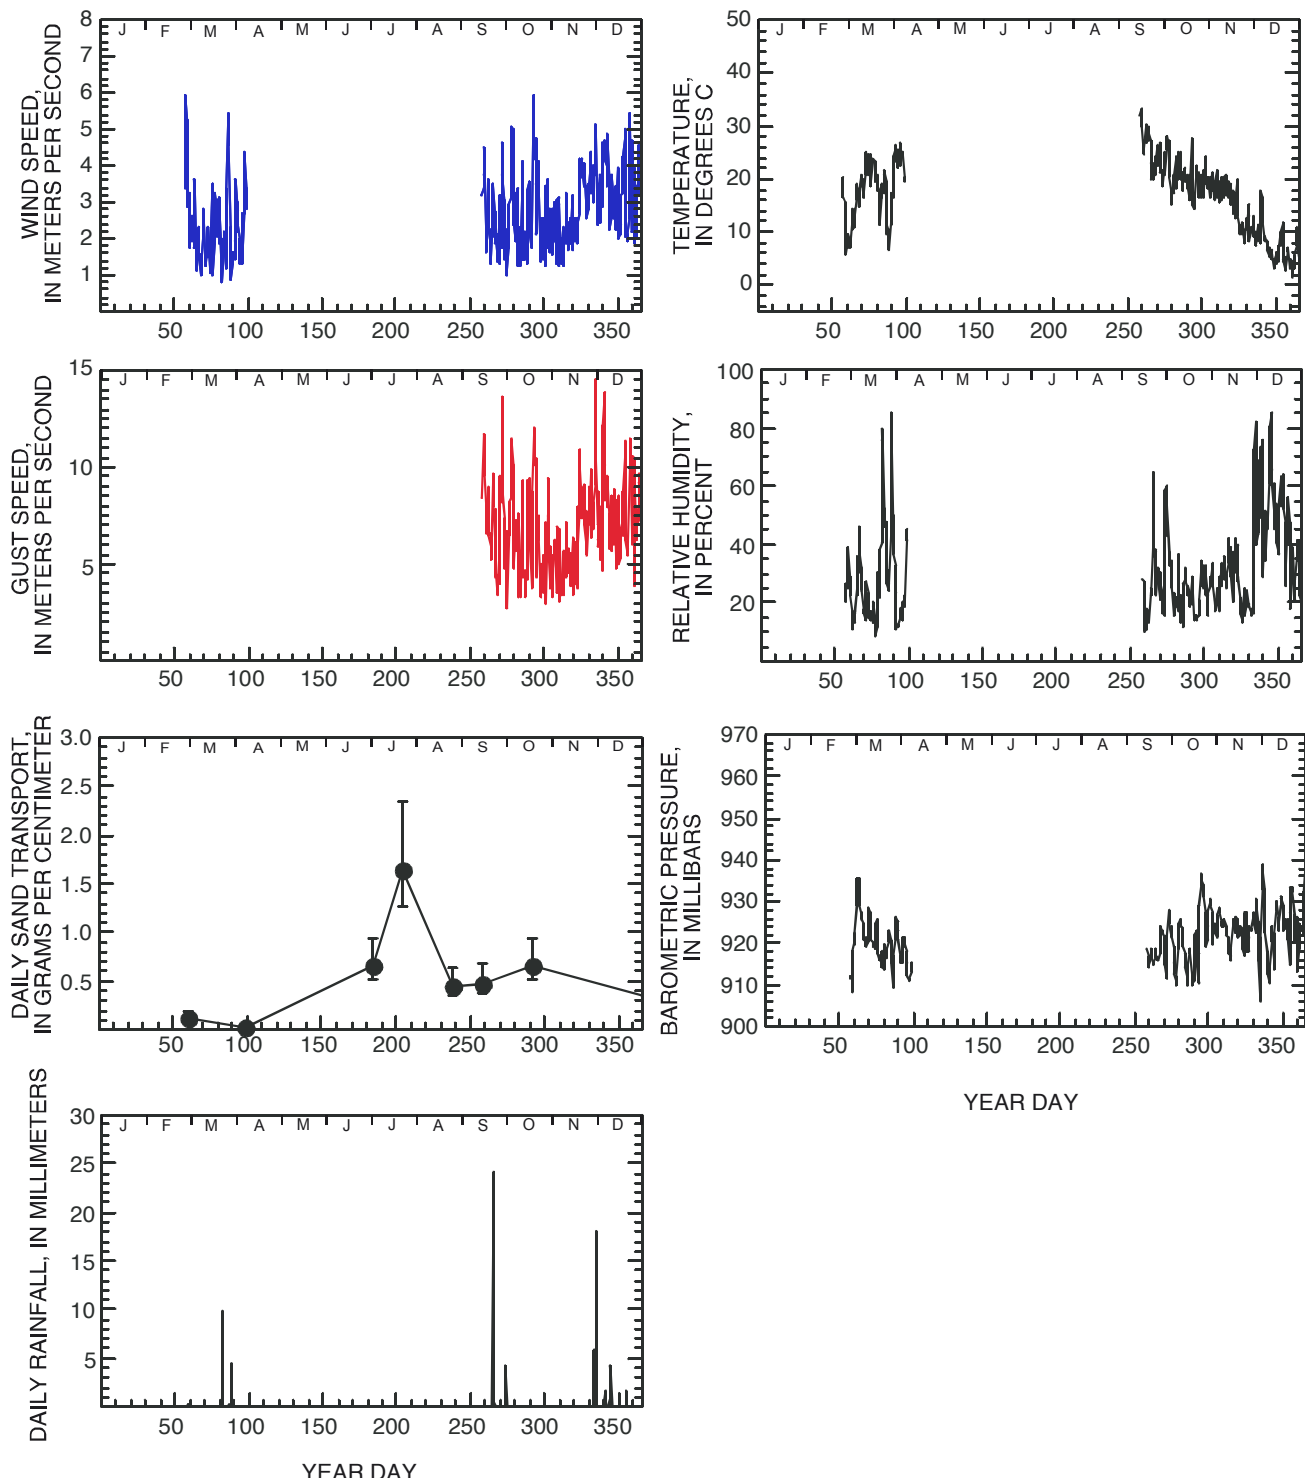 WIND SPEED,
IN METERS PER SECOND
8
7
6
5
4
3
2
1
J F M A M J J A S O N D
50 100 150 200 250 300 350
TEMPERATURE,
IN DEGREES C
50
40
30
20
10
0
J F M A M J J A S O N D
50 100 150 200 250 300 350
GUST SPEED,
IN METERS PER SECOND
15
10
5
J F M A M J J A S O N D
50 100 150 200 250 300 350
RELATIVE HUMIDITY,
IN PERCENT
100
80
60
40
20
J F M A M J J A S O N D
50 100 150 200 250 300 350
DAILY SAND TRANSPORT,
IN GRAMS PER CENTIMETER
3.0
2.5
2.0
1.5
1.0
0.5
J F M A M J J A S O N D
50 100 150 200 250 300 350
BAROMETRIC PRESSURE,
IN MILLIBARS
970
960
950
940
930
920
910
900
J F M A M J J A S O N D
50 100 150 200 250 300 350
YEAR DAY
DAILY RAINFALL, IN MILLIMETERS
30
25
20
15
10
5
J F M A M J J A S O N D
50 100 150 200 250 300 350
YEAR DAY